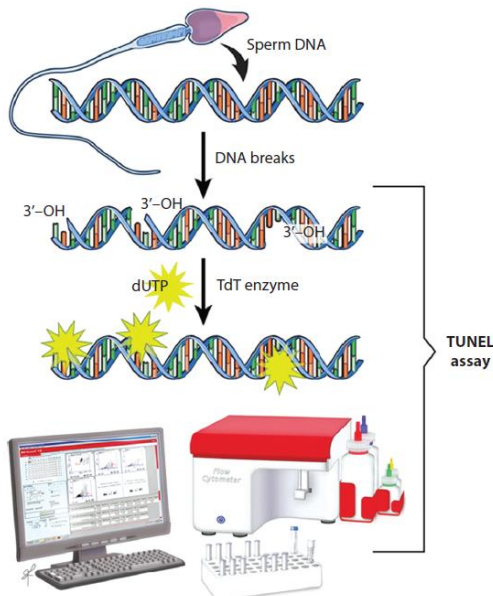 Sperm DNA
DNA breaks
3'–OH
3'–OH
3'–OH
dUTP
TdT enzyme
TUNEL
assay
Flow
Cytometer